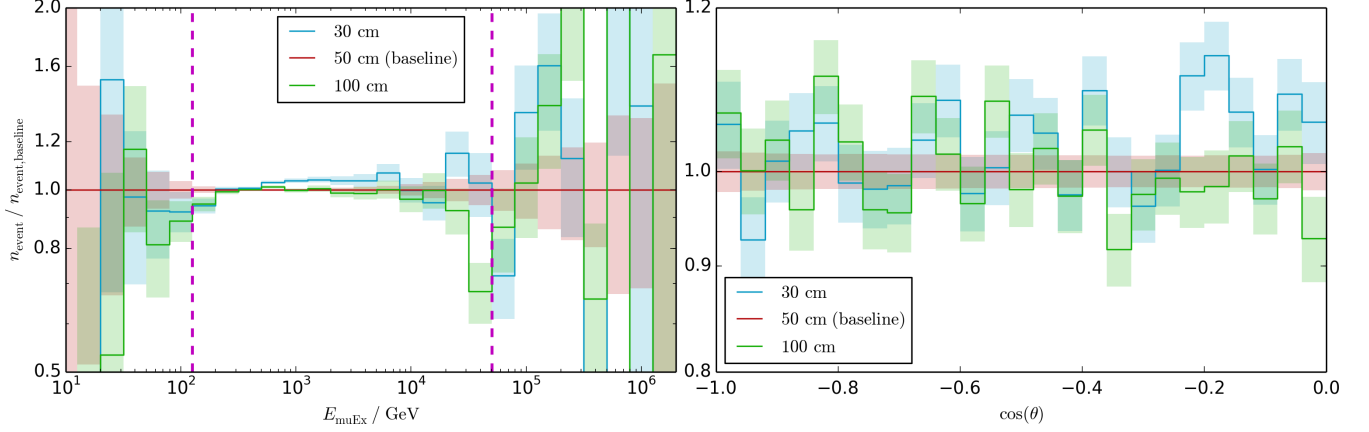 2.0
1.6
1.2
1.0
0.8
0.5
n_event / n_event,baseline
30 cm
50 cm (baseline)
100 cm
10^1
10^2
10^3
10^4
10^5
10^6
E_muEx / GeV
1.2
1.0
0.9
0.8
30 cm
50 cm (baseline)
100 cm
−1.0
−0.8
−0.6
−0.4
−0.2
0.0
cos(θ)